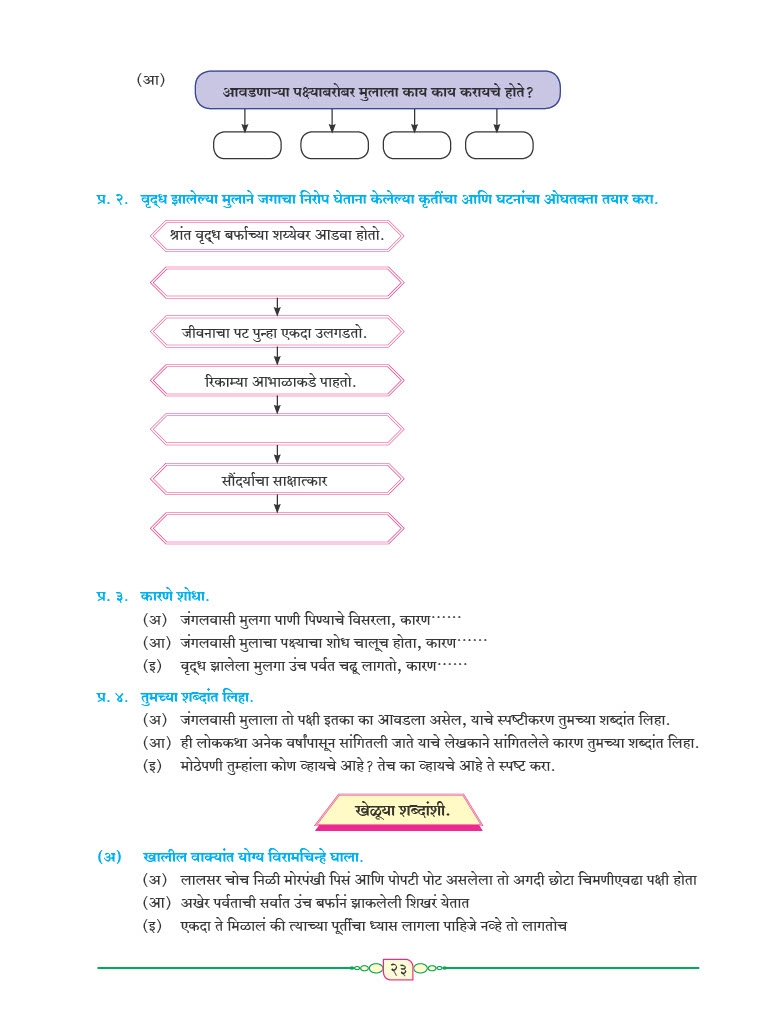 (आ)
आवडणाऱ्या पक्ष्याबरोबर मुलाला काय काय करायचे होते?
प्र. २. वृद्ध झालेल्या मुलाने जगाचा निरोप घेताना केलेल्या कृतींचा आणि घटनांचा ओघतक्ता तयार करा.
श्रांत वृद्ध बर्फाच्या शय्येवर आडवा होतो.
जीवनाचा पट पुन्हा एकदा उलगडतो.
रिकाम्या आभाळाकडे पाहतो.
सौंदर्याचा साक्षात्कार
प्र. ३. कारणे शोधा.
(अ) जंगलवासी मुलगा पाणी पिण्याचे विसरला, कारण······
(आ) जंगलवासी मुलाचा पक्ष्याचा शोध चालूच होता, कारण······
(इ) वृद्ध झालेला मुलगा उंच पर्वत चढू लागतो, कारण······
प्र. ४. तुमच्या शब्दांत लिहा.
(अ) जंगलवासी मुलाला तो पक्षी इतका का आवडला असेल, याचे स्पष्टीकरण तुमच्या शब्दांत लिहा.
(आ) ही लोककथा अनेक वर्षांपासून सांगितली जाते याचे लेखकाने सांगितलेले कारण तुमच्या शब्दांत लिहा.
(इ) मोठेपणी तुम्हांला कोण व्हायचे आहे? तेच का व्हायचे आहे ते स्पष्ट करा.
खेळूया शब्दांशी.
(अ) खालील वाक्यांत योग्य विरामचिन्हे घाला.
(अ) लालसर चोच निळी मोरपंखी पिसं आणि पोपटी पोट असलेला तो अगदी छोटा चिमणीएवढा पक्षी होता
(आ) अखेर पर्वताची सर्वात उंच बर्फानं झाकलेली शिखरं येतात
(इ) एकदा ते मिळालं की त्याच्या पूर्तीचा ध्यास लागला पाहिजे नव्हे तो लागतोच
२३